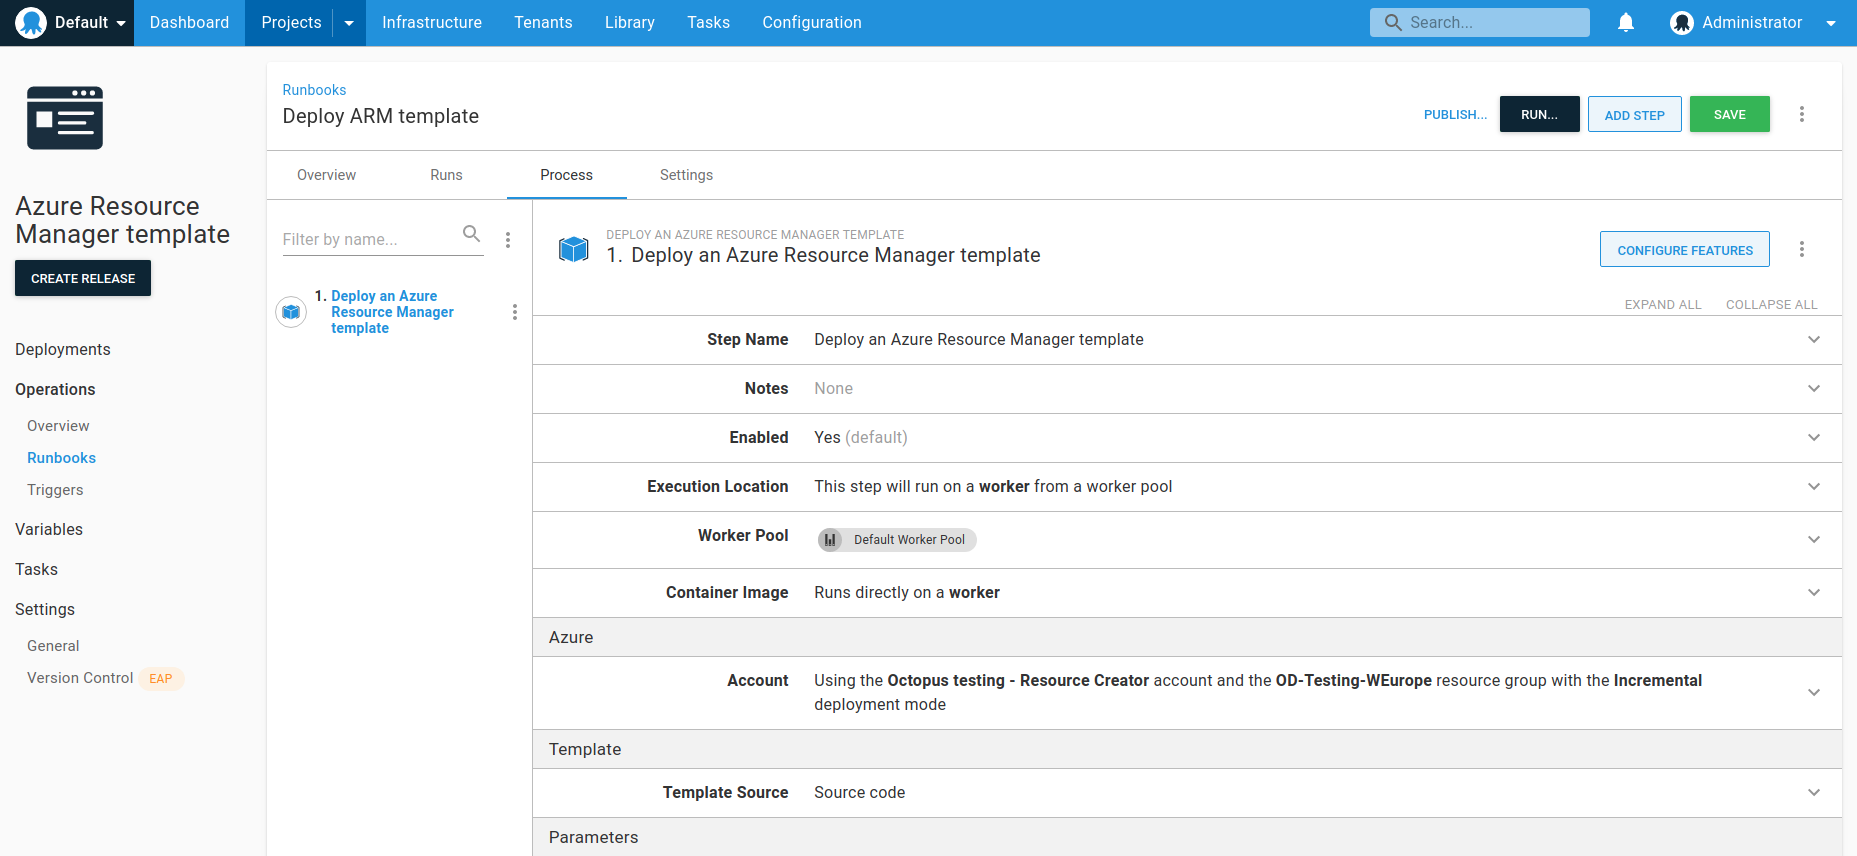 Default
Dashboard
Projects
Infrastructure
Tenants
Library
Tasks
Configuration
Search...
Administrator
Azure Resource
Manager template
CREATE RELEASE
Deployments
Operations
Overview
Runbooks
Triggers
Variables
Tasks
Settings
General
Version Control EAP
Runbooks
Deploy ARM template
PUBLISH...
RUN...
ADD STEP
SAVE
Overview
Runs
Process
Settings
Filter by name...
1. Deploy an Azure
Resource Manager
template
DEPLOY AN AZURE RESOURCE MANAGER TEMPLATE
1. Deploy an Azure Resource Manager template
CONFIGURE FEATURES
EXPAND ALL
COLLAPSE ALL
Step Name Deploy an Azure Resource Manager template
Notes None
Enabled Yes (default)
Execution Location This step will run on a worker from a worker pool
Worker Pool Default Worker Pool
Container Image Runs directly on a worker
Azure
Account Using the Octopus testing - Resource Creator account and the OD-Testing-WEurope resource group with the Incremental
deployment mode
Template
Template Source Source code
Parameters